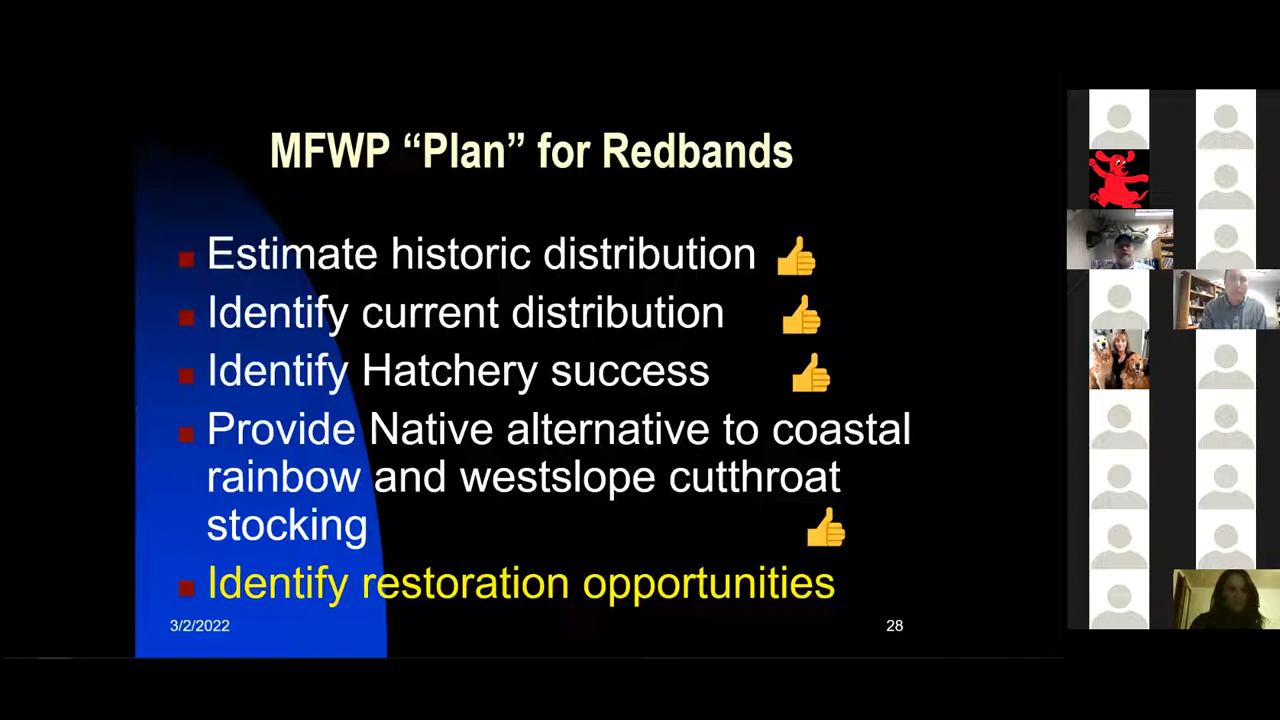 MFWP “Plan” for Redbands
Estimate historic distribution
Identify current distribution
Identify Hatchery success
Provide Native alternative to coastal
rainbow and westslope cutthroat
stocking
Identify restoration opportunities
3/2/2022
28